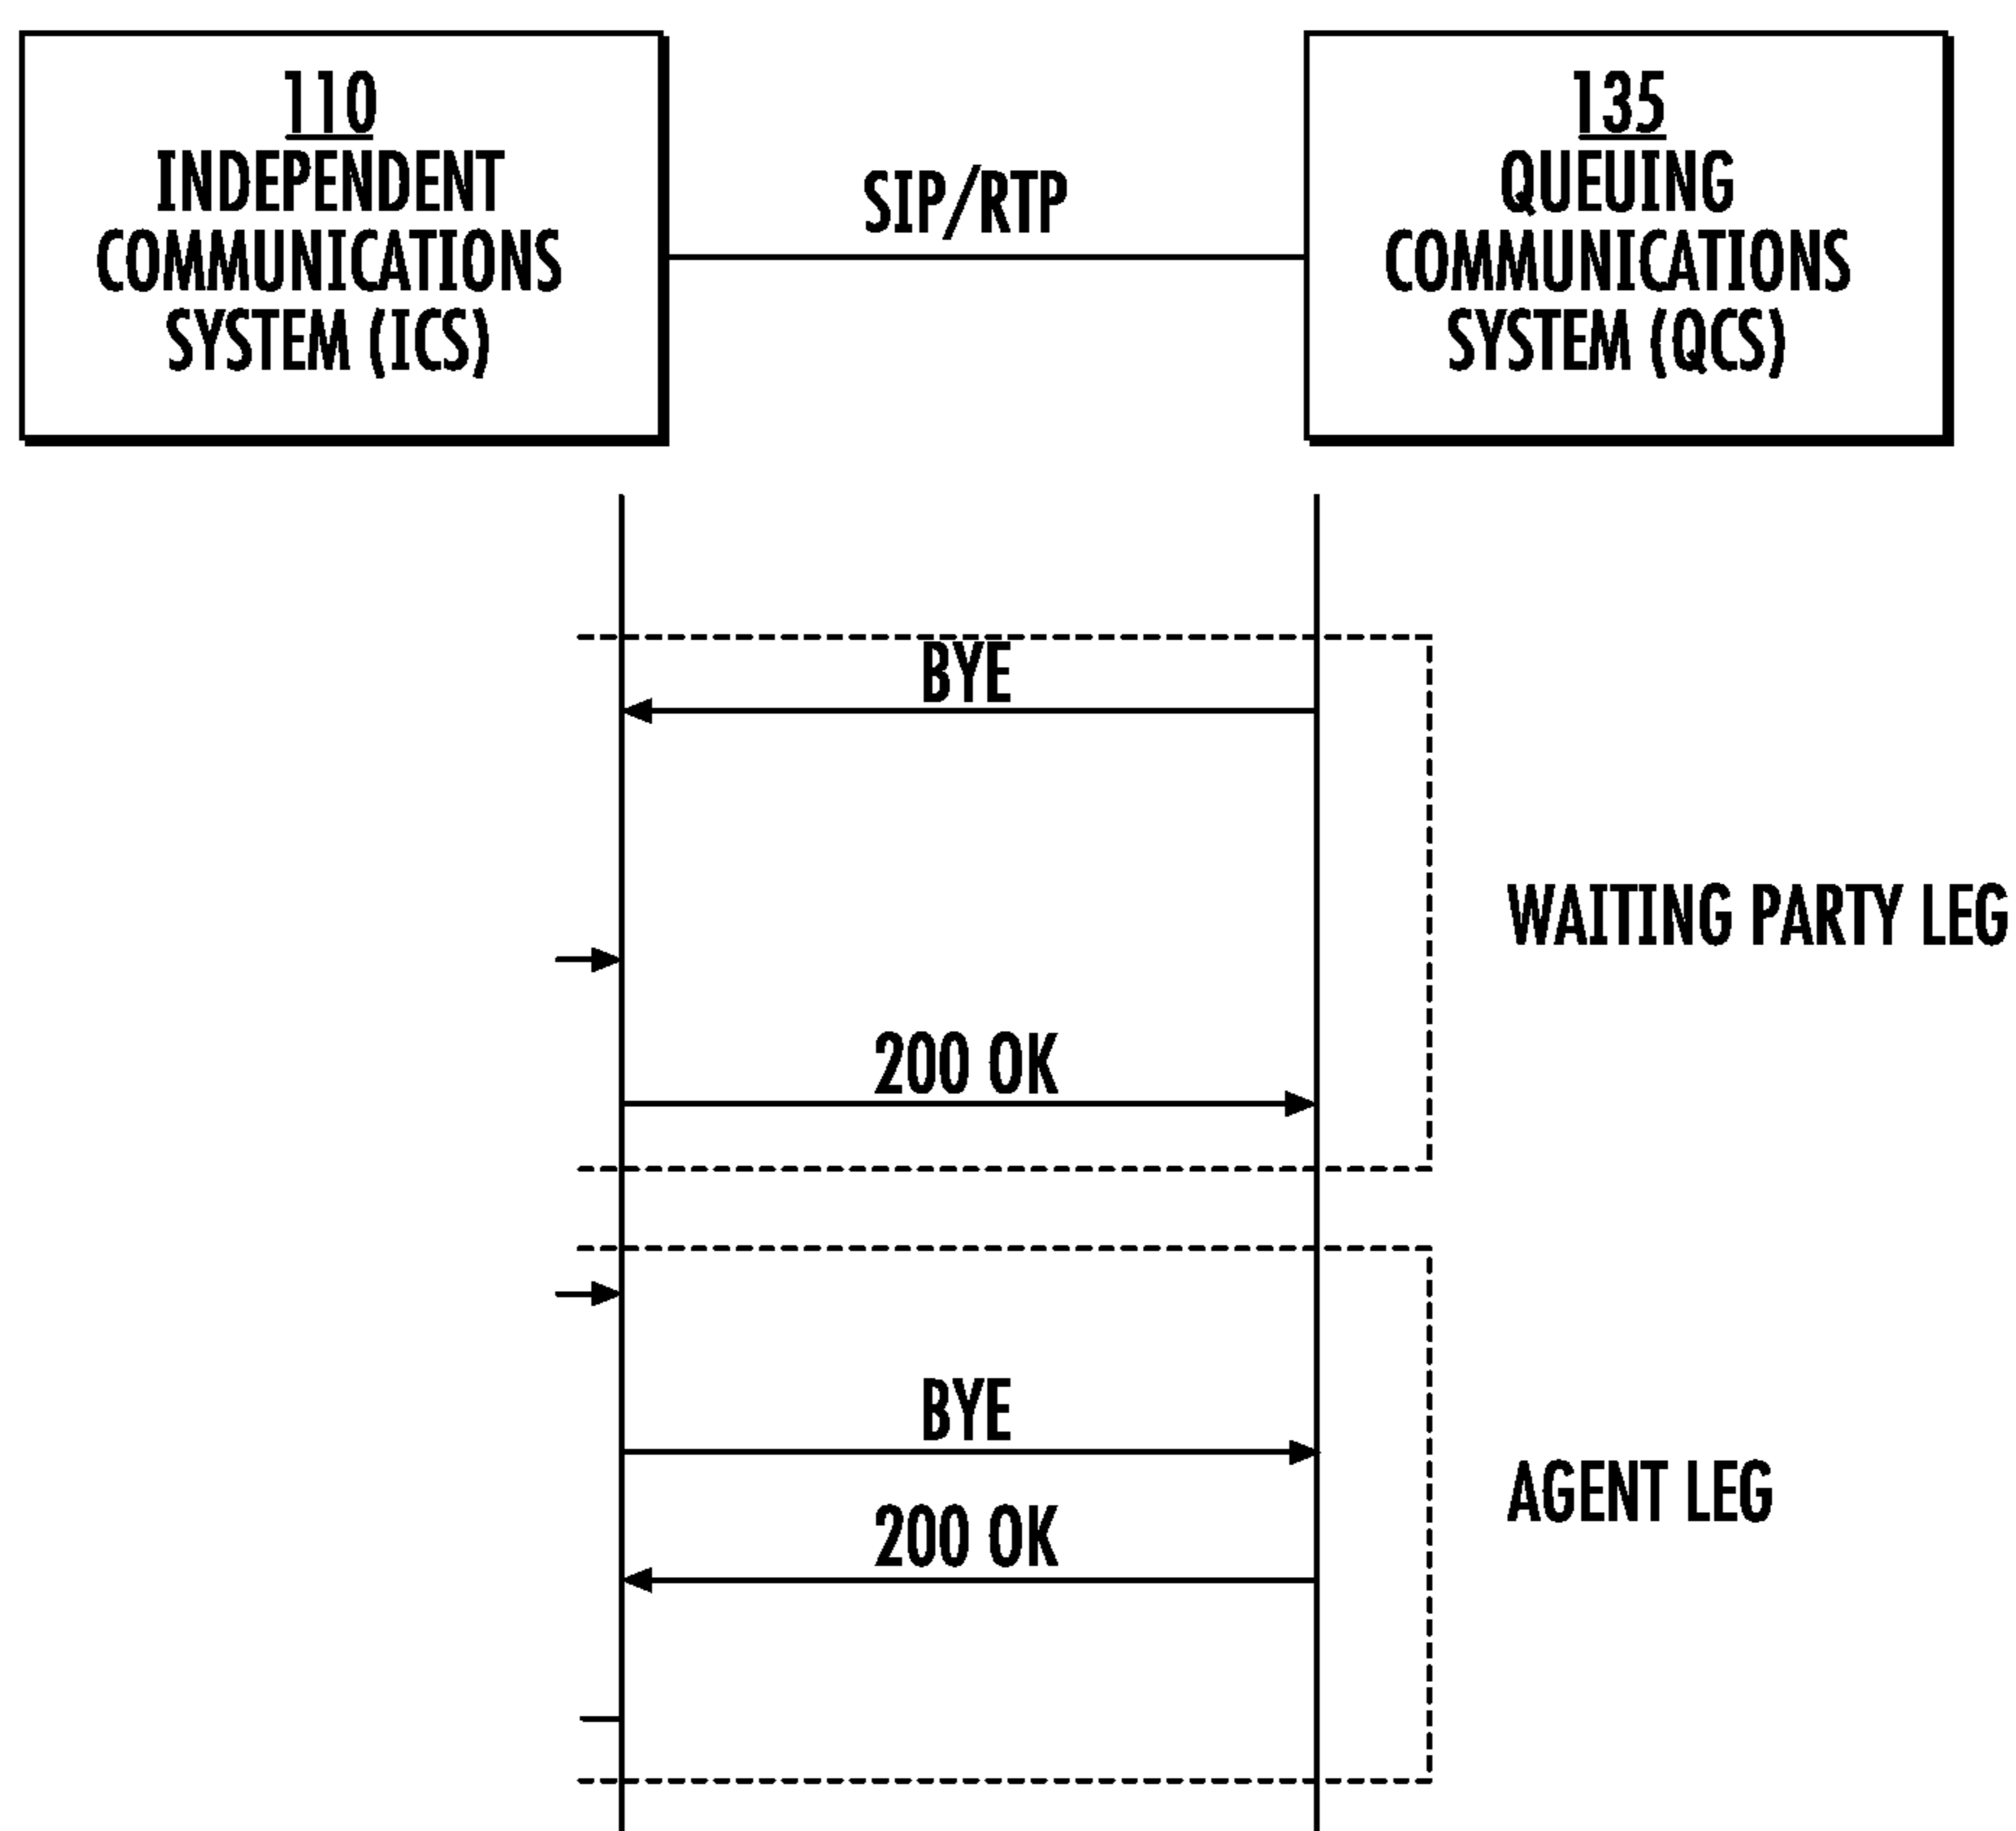 110
INDEPENDENT
COMMUNICATIONS
SYSTEM (ICS)
SIP/RTP
135
QUEUING
COMMUNICATIONS
SYSTEM (QCS)
BYE
WAITING PARTY LEG
200 OK
BYE
AGENT LEG
200 OK